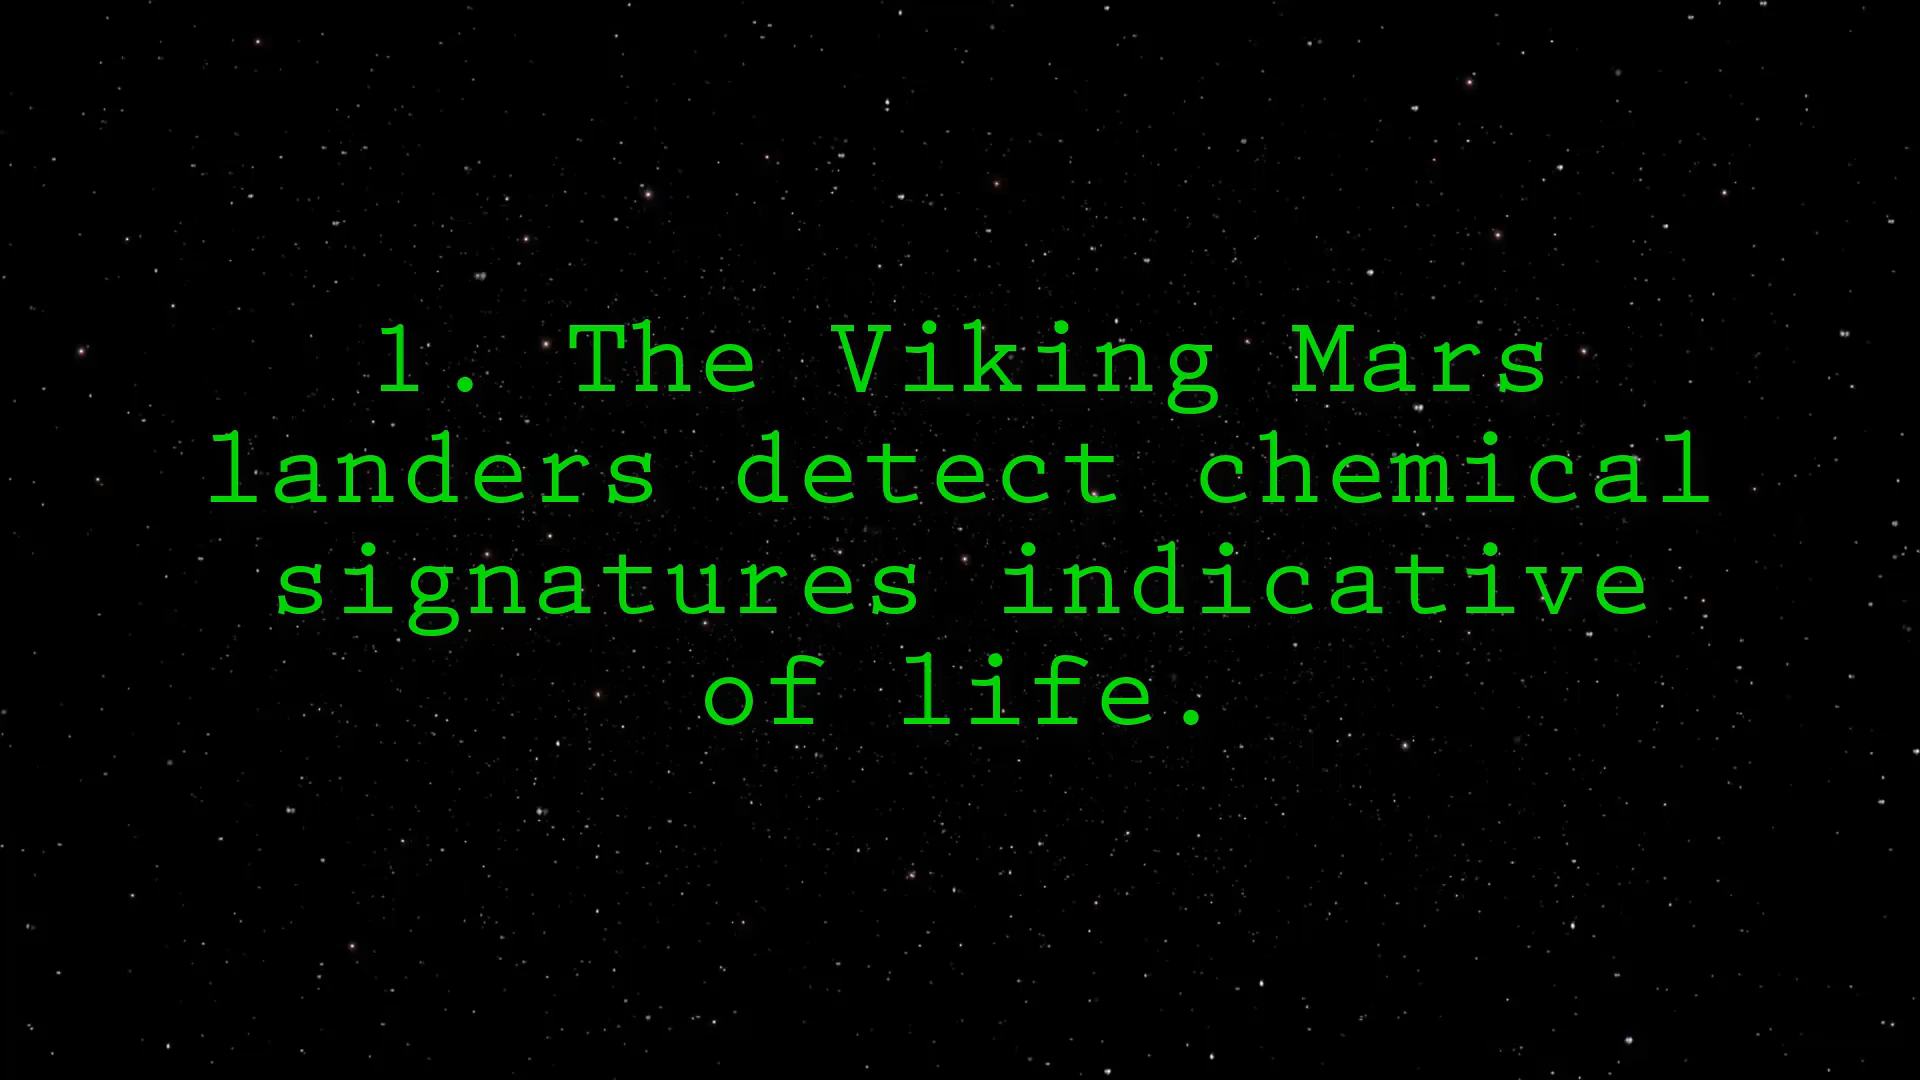 1. The Viking Mars
landers detect chemical
signatures indicative
of life.